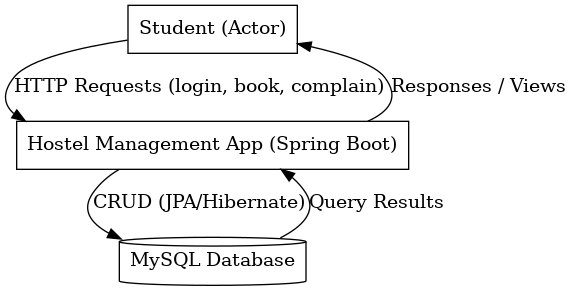 Student (Actor)
HTTP Requests (login, book, complain)
Responses / Views
Hostel Management App (Spring Boot)
CRUD (JPA/Hibernate)
Query Results
MySQL Database